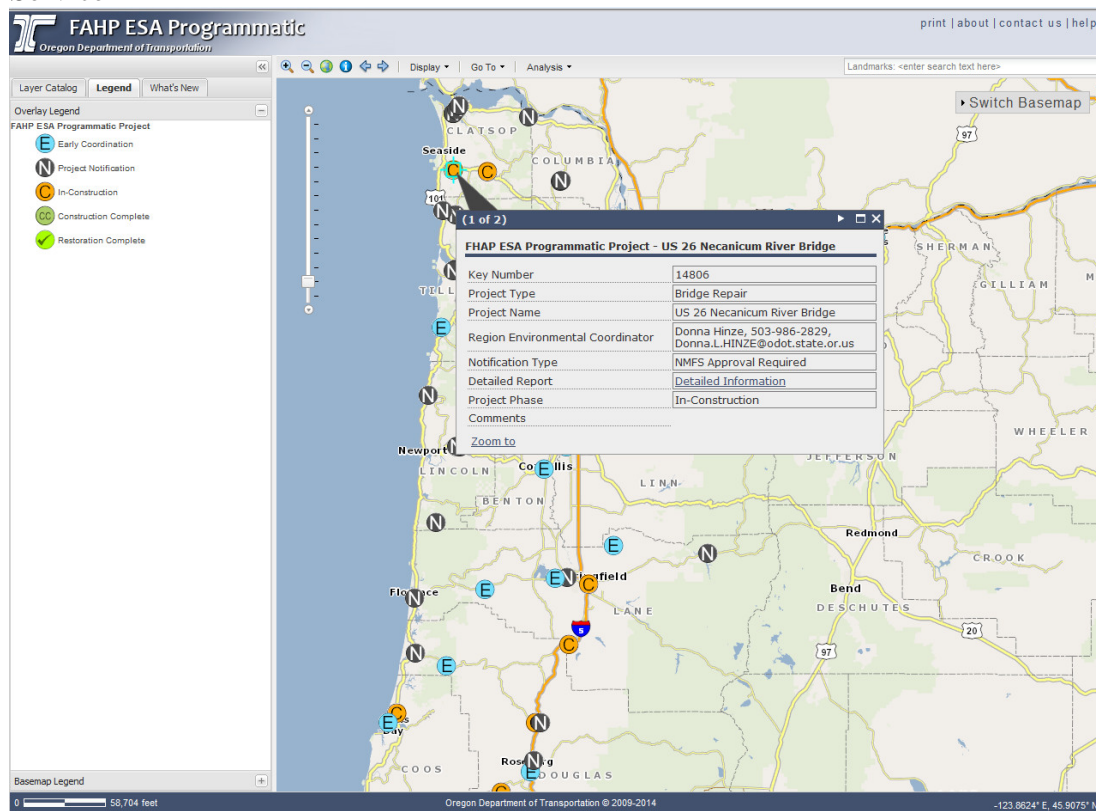 FAHP ESA Programmatic
Oregon Department of Transportation
print | about | contact us | help
Display
Go To
Analysis
Landmarks: <enter search text here>
Layer Catalog
Legend
What's New
Overlay Legend
FAHP ESA Programmatic Project
E Early Coordination
N Project Notification
C In-Construction
CC Construction Complete
Restoration Complete
Switch Basemap
N
N
CLATSOP
97
Seaside
C
C
COLUMBIA
N
101
N
(1 of 2)
FHAP ESA Programmatic Project - US 26 Necanicum River Bridge
Key Number 14806
Project Type Bridge Repair
Project Name US 26 Necanicum River Bridge
Region Environmental Coordinator Donna Hinze, 503-986-2829,
Donna.L.HINZE@odot.state.or.us
Notification Type NMFS Approval Required
Detailed Report Detailed Information
Project Phase In-Construction
Comments
Zoom to
SHERMAN
GILLIAM
M
N
TILL
E
N
WHEELER
Newport
N
JEFFERSON
LINCOLN
E
LINN
BENTON
N
Redmond
E
N
CROOK
E
N
C
Bend
E
N
LANE
DESCHUTES
5
20
C
97
N
E
C
E
N
N
E
COOS
DOUGLAS
Basemap Legend
0 58,704 feet
Oregon Department of Transportation © 2009-2014
-123.8624° E, 45.9075° N